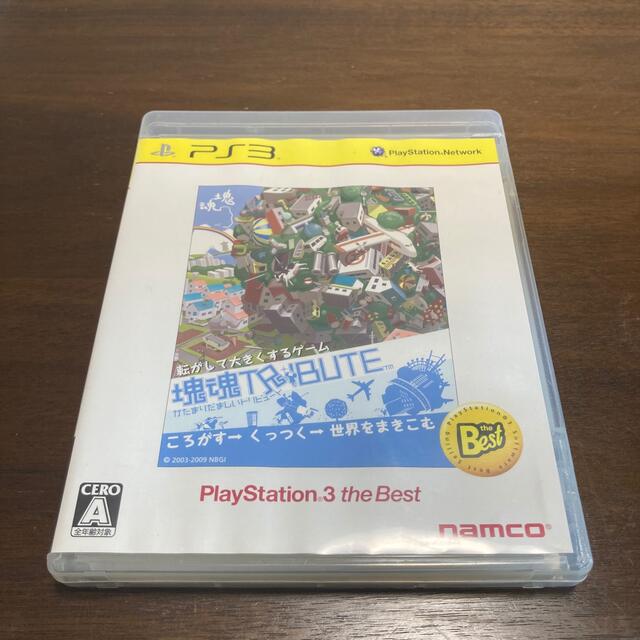 PS3
PlayStation®Network
塊魂
転がして大きくするゲーム
塊魂TRIBUTE™
かたまりだましいトリビュート
ころがす→くっつく→世界をまきこむ
© 2003-2009 NBGI
the
Best
PlayStation®3 the Best
CERO
A
全年齢対象
namco®